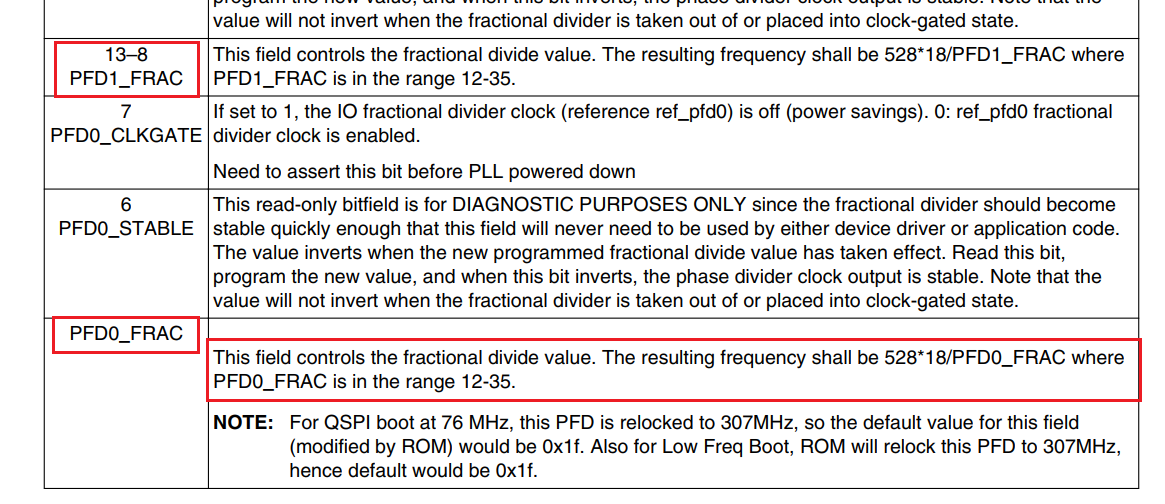 program the new value, and when this bit inverts, the phase divider clock output is stable. Note that the
value will not invert when the fractional divider is taken out of or placed into clock-gated state.
13–8
PFD1_FRAC
This field controls the fractional divide value. The resulting frequency shall be 528*18/PFD1_FRAC where
PFD1_FRAC is in the range 12-35.
7
PFD0_CLKGATE
If set to 1, the IO fractional divider clock (reference ref_pfd0) is off (power savings). 0: ref_pfd0 fractional
divider clock is enabled.
Need to assert this bit before PLL powered down
6
PFD0_STABLE
This read-only bitfield is for DIAGNOSTIC PURPOSES ONLY since the fractional divider should become
stable quickly enough that this field will never need to be used by either device driver or application code.
The value inverts when the new programmed fractional divide value has taken effect. Read this bit,
program the new value, and when this bit inverts, the phase divider clock output is stable. Note that the
value will not invert when the fractional divider is taken out of or placed into clock-gated state.
PFD0_FRAC
This field controls the fractional divide value. The resulting frequency shall be 528*18/PFD0_FRAC where
PFD0_FRAC is in the range 12-35.
NOTE: For QSPI boot at 76 MHz, this PFD is relocked to 307MHz, so the default value for this field
(modified by ROM) would be 0x1f. Also for Low Freq Boot, ROM will relock this PFD to 307MHz,
hence default would be 0x1f.